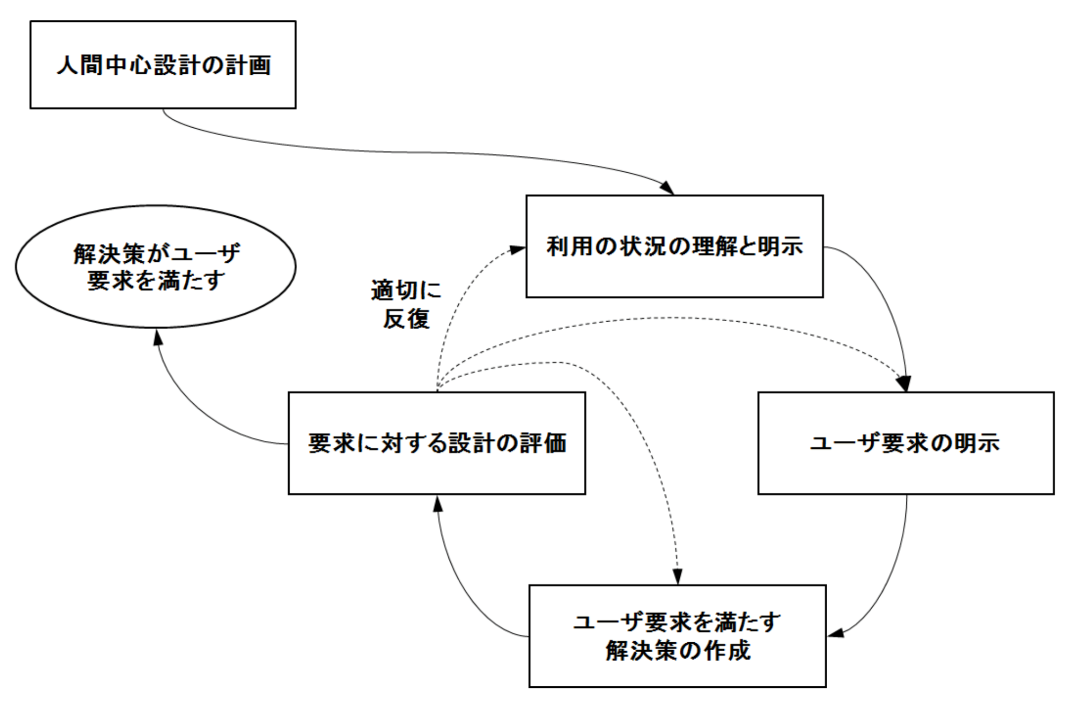 人間中心設計の計画
利用の状況の理解と明示
解決策がユーザ
要求を満たす
適切に
反復
要求に対する設計の評価
ユーザ要求の明示
ユーザ要求を満たす
解決策の作成